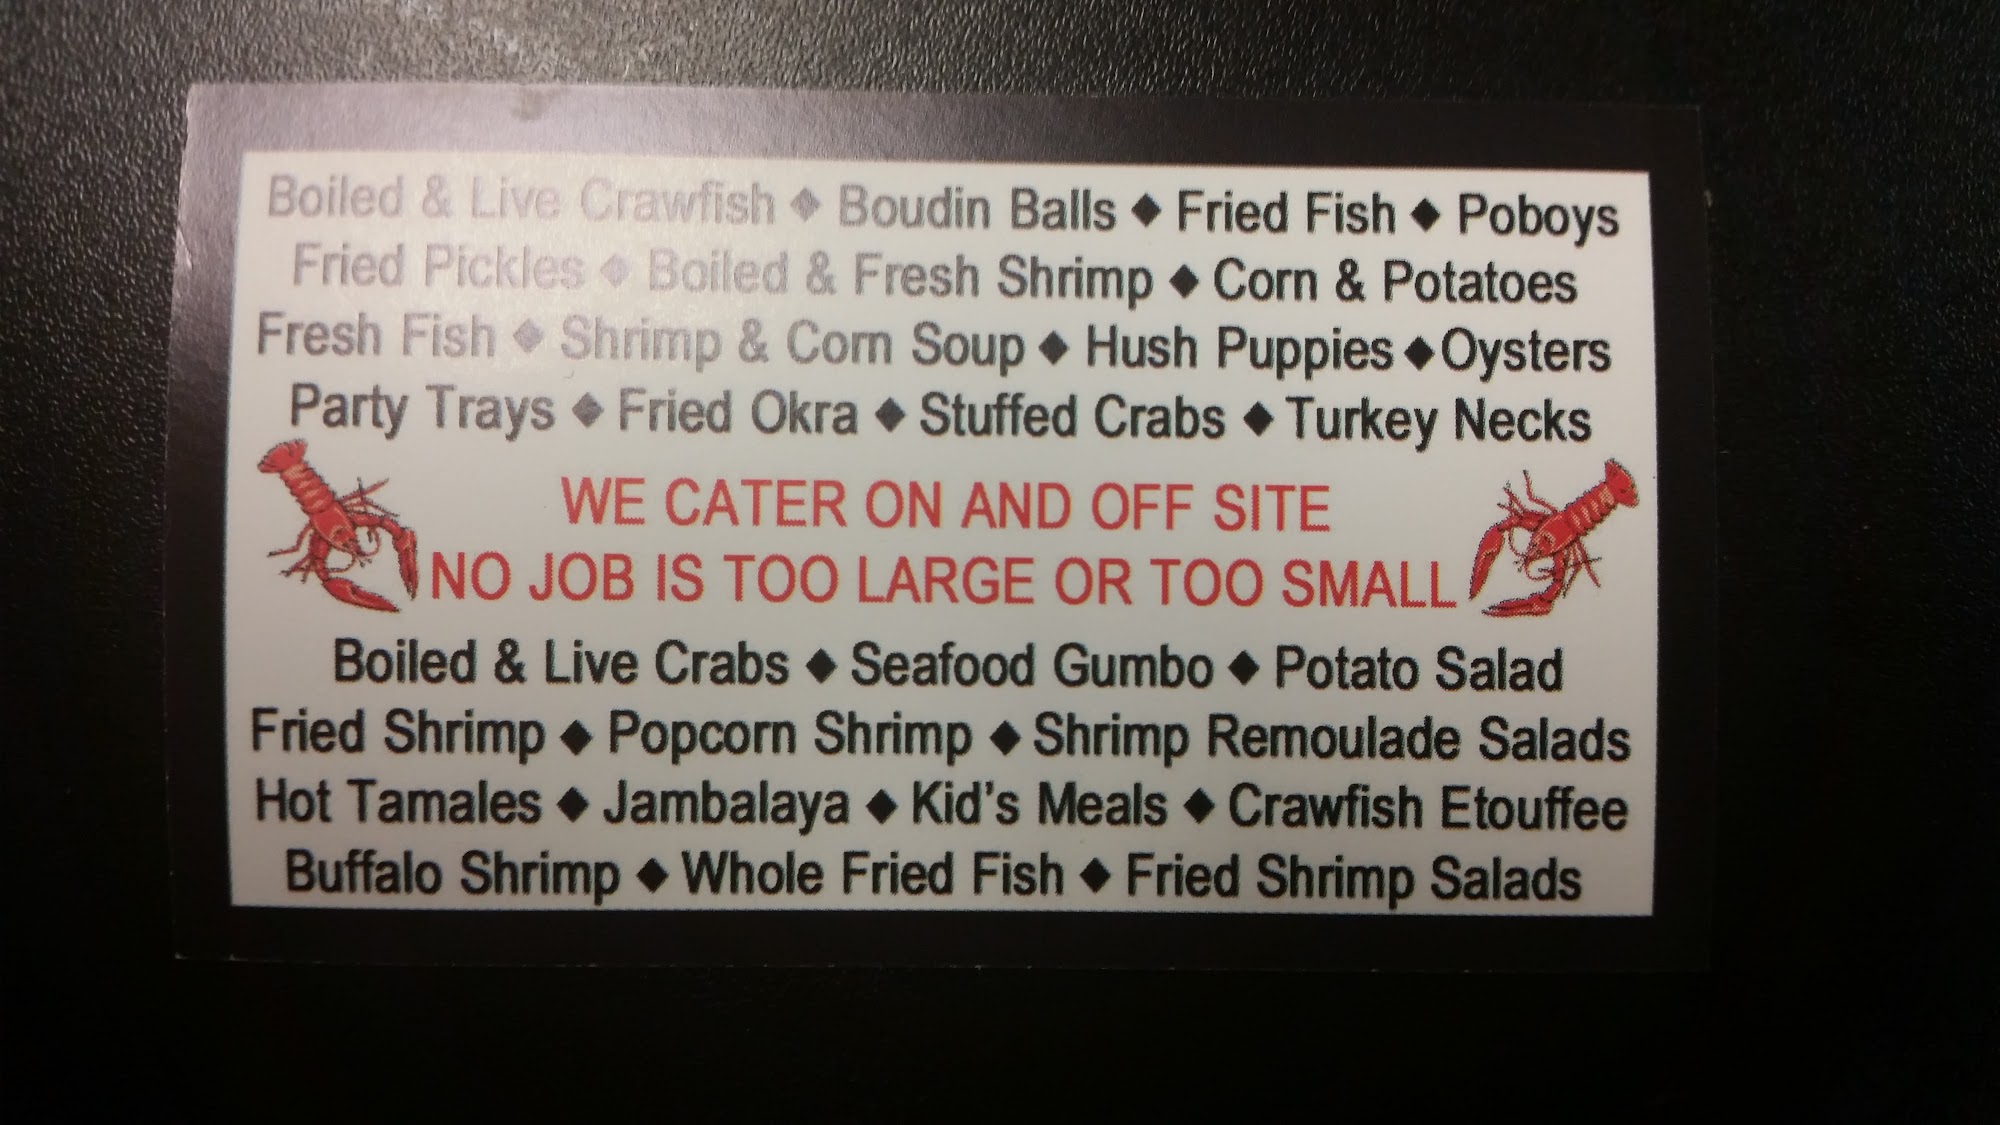 Boiled & Live Crawfish ◆ Boudin Balls ◆ Fried Fish ◆ Poboys
Fried Pickles ◆ Boiled & Fresh Shrimp ◆ Corn & Potatoes
Fresh Fish ◆ Shrimp & Corn Soup ◆ Hush Puppies ◆ Oysters
Party Trays ◆ Fried Okra ◆ Stuffed Crabs ◆ Turkey Necks
WE CATER ON AND OFF SITE
NO JOB IS TOO LARGE OR TOO SMALL
Boiled & Live Crabs ◆ Seafood Gumbo ◆ Potato Salad
Fried Shrimp ◆ Popcorn Shrimp ◆ Shrimp Remoulade Salads
Hot Tamales ◆ Jambalaya ◆ Kid's Meals ◆ Crawfish Etouffee
Buffalo Shrimp ◆ Whole Fried Fish ◆ Fried Shrimp Salads